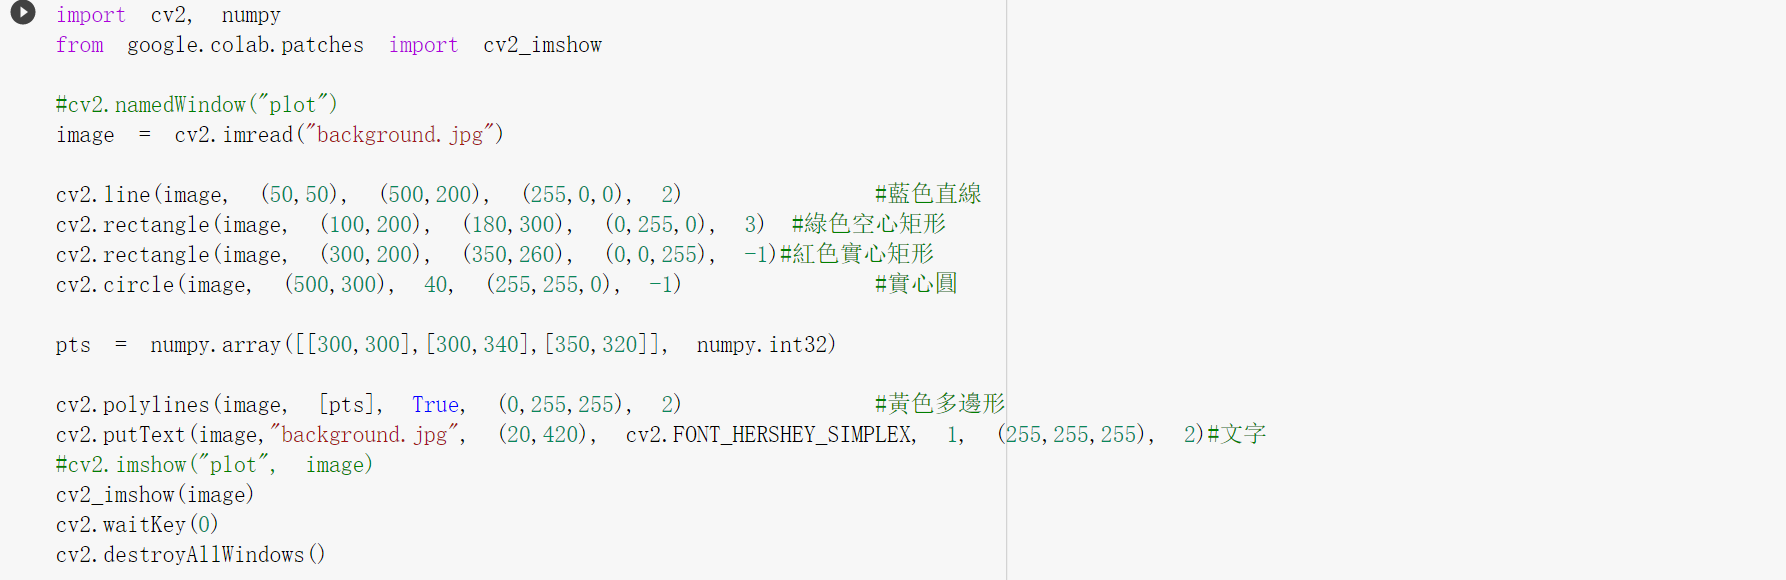 import cv2, numpy
from google.colab.patches import cv2_imshow
#cv2.namedWindow("plot")
image = cv2.imread("background.jpg")
cv2.line(image, (50,50), (500,200), (255,0,0), 2) #藍色直線
cv2.rectangle(image, (100,200), (180,300), (0,255,0), 3) #綠色空心矩形
cv2.rectangle(image, (300,200), (350,260), (0,0,255), -1)#紅色實心矩形
cv2.circle(image, (500,300), 40, (255,255,0), -1) #實心圓
pts = numpy.array([[300,300],[300,340],[350,320]], numpy.int32)
cv2.polylines(image, [pts], True, (0,255,255), 2) #黃色多邊形
cv2.putText(image,"background.jpg", (20,420), cv2.FONT_HERSHEY_SIMPLEX, 1, (255,255,255), 2)#文字
#cv2.imshow("plot", image)
cv2_imshow(image)
cv2.waitKey(0)
cv2.destroyAllWindows()